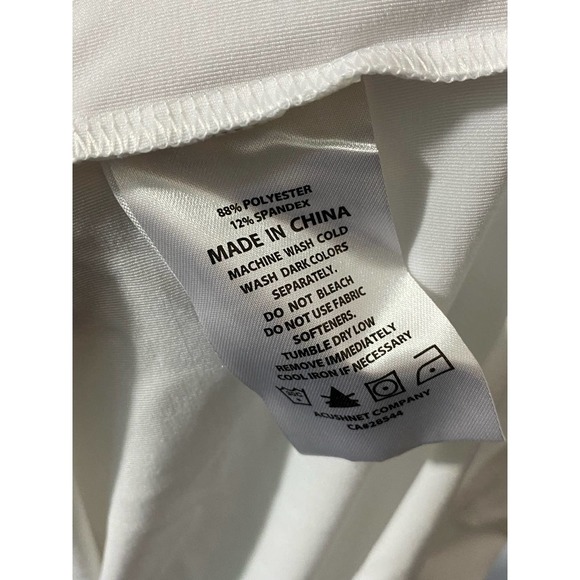 88% POLYESTER
12% SPANDEX
MADE IN CHINA
MACHINE WASH COLD
WASH DARK COLORS
SEPARATELY.
DO NOT BLEACH
DO NOT USE FABRIC
SOFTENERS.
TUMBLE DRY LOW
REMOVE IMMEDIATELY
COOL IRON IF NECESSARY
ACUSHNET COMPANY
CA#28544